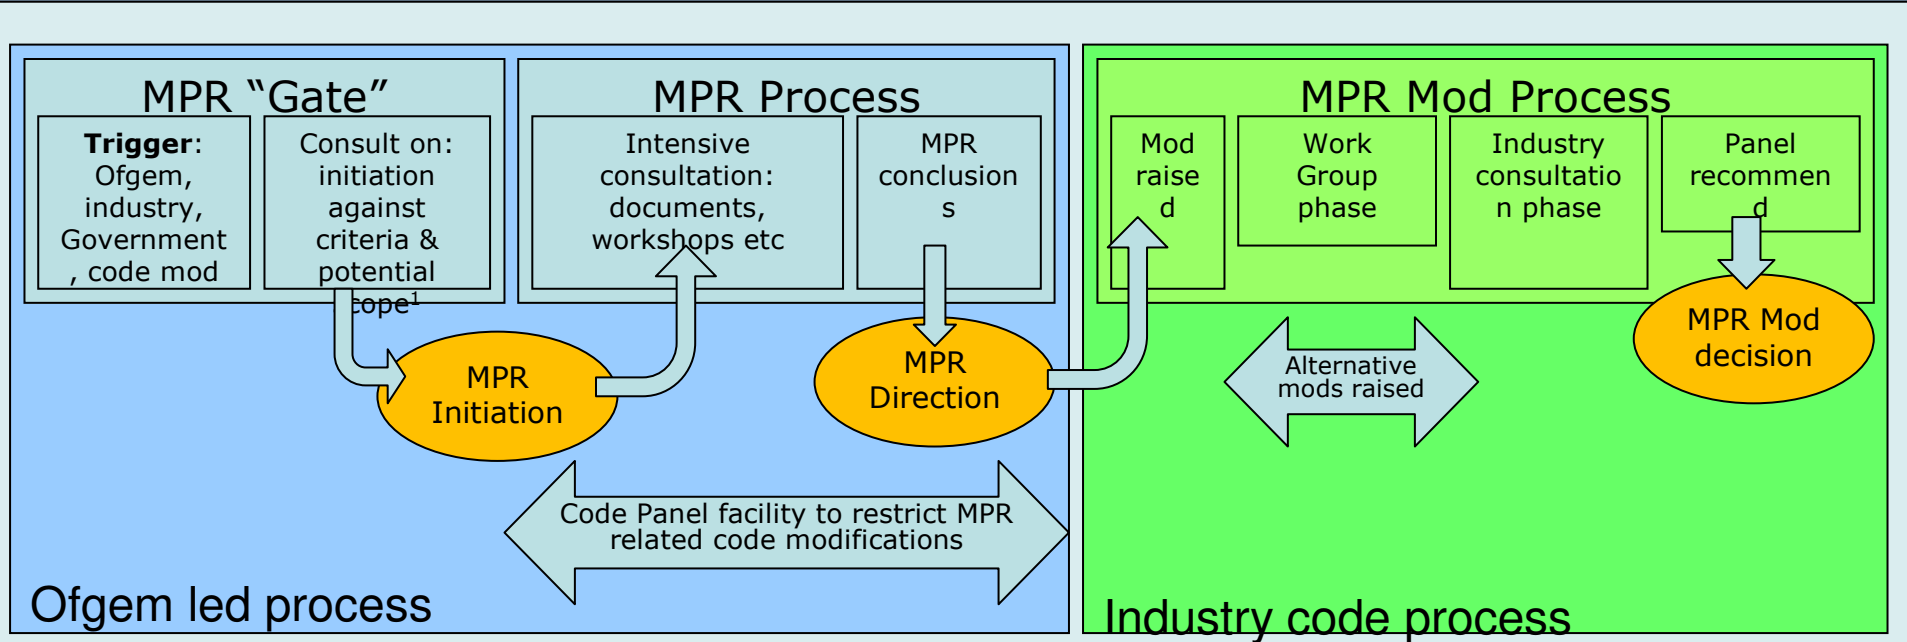 MPR “Gate”
Trigger:
Ofgem,
industry,
Government
, code mod
Consult on:
initiation
against
criteria &
potential
scope¹
MPR Process
Intensive
consultation:
documents,
workshops etc
MPR
conclusion
s
MPR
Initiation
MPR
Direction
Code Panel facility to restrict MPR
related code modifications
Ofgem led process
MPR Mod Process
Mod
raise
d
Work
Group
phase
Industry
consultatio
n phase
Panel
recommen
d
Alternative
mods raised
MPR Mod
decision
Industry code process